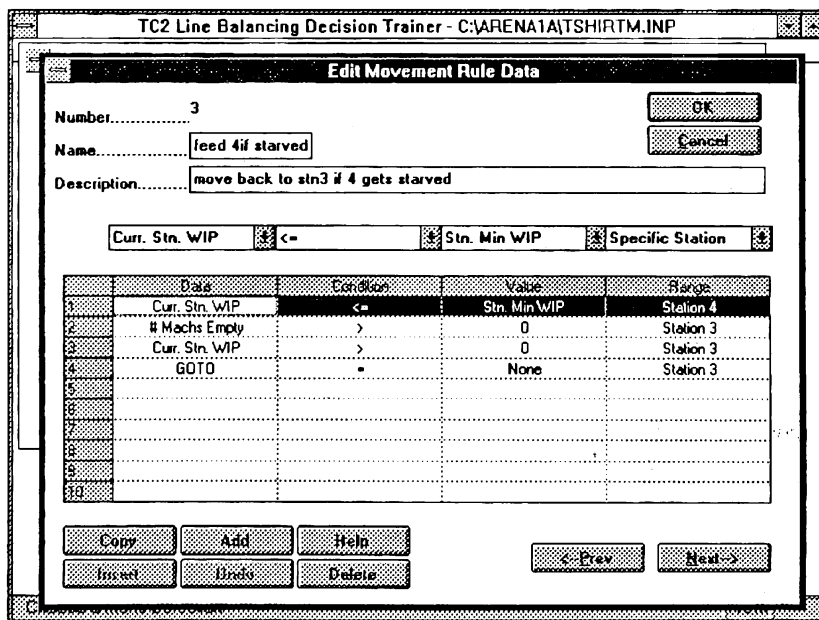 TC2 Line Balancing Decision Trainer - C:\ARENA1A\TSHIRTM.INP
Edit Movement Rule Data
Number 3
OK
Name feed 4if starved
Cancel
Description move back to stn3 if 4 gets starved
Curr. Stn. WIP <= Stn. Min WIP Specific Station
Data Condition Value Range
1 Curr. Stn. WIP <= Stn. Min WIP Station 4
2 # Machs Empty > 0 Station 3
3 Curr. Stn. WIP > 0 Station 3
4 GOTO = None Station 3
5
6
7
8
9
10
Copy Add Help
<-Prev Next->
Insert Undo Delete